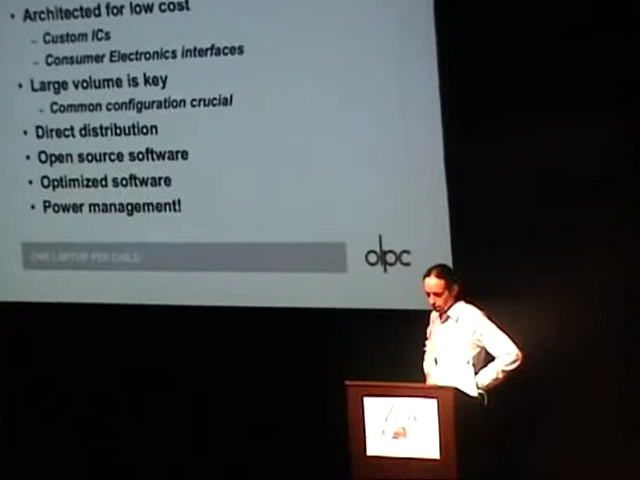 • Architected for low cost
- Custom ICs
- Consumer Electronics interfaces
• Large volume is key
- Common configuration crucial
• Direct distribution
• Open source software
• Optimized software
• Power management!
ONE LAPTOP PER CHILD
olpc